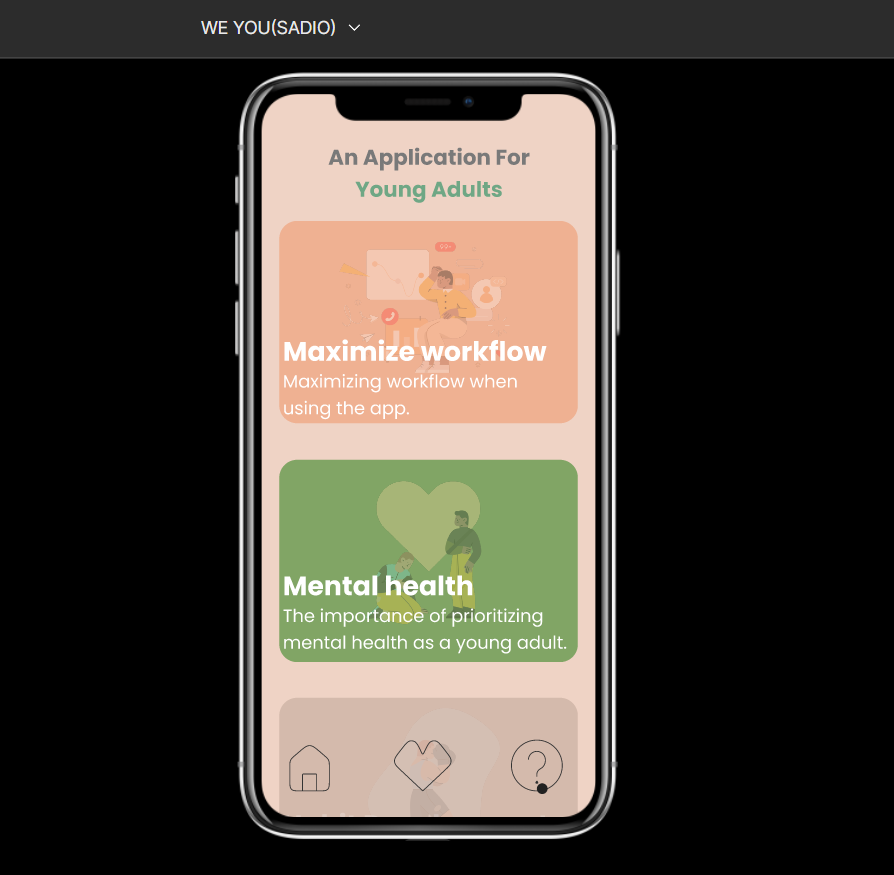 WE YOU(SADIO)
An Application For
Young Adults
99+
Maximize workflow
Maximizing workflow when
using the app.
Mental health
The importance of prioritizing
mental health as a young adult.
?